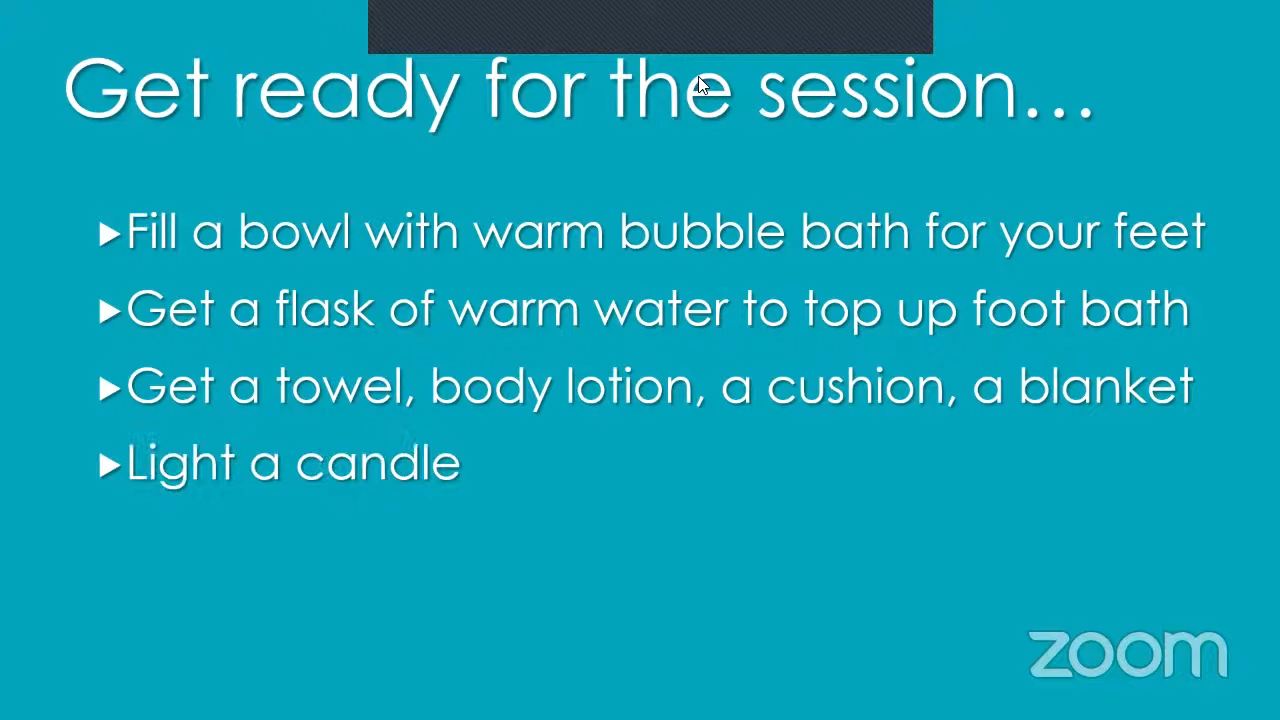 Get ready for the session...
▶Fill a bowl with warm bubble bath for your feet
▶Get a flask of warm water to top up foot bath
▶Get a towel, body lotion, a cushion, a blanket
▶Light a candle
zoom